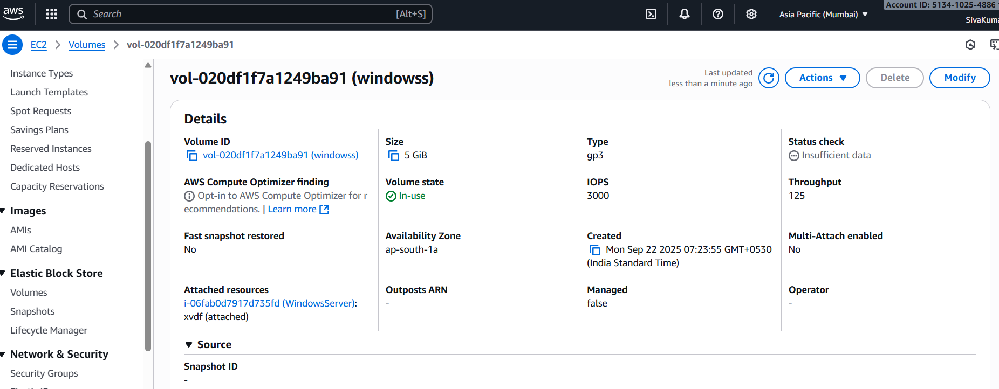 aws
Search
[Alt+S]
Asia Pacific (Mumbai)
Account ID: 5134-1025-4886
SivaKuma
EC2
Volumes
vol-020df1f7a1249ba91
Instance Types
Launch Templates
Spot Requests
Savings Plans
Reserved Instances
Dedicated Hosts
Capacity Reservations
Images
AMIs
AMI Catalog
Elastic Block Store
Volumes
Snapshots
Lifecycle Manager
Network & Security
Security Groups
vol-020df1f7a1249ba91 (windowss)
Last updated
less than a minute ago
Actions
Delete
Modify
Details
Volume ID
vol-020df1f7a1249ba91 (windowss)
Size
5 GiB
Type
gp3
Status check
Insufficient data
AWS Compute Optimizer finding
Opt-in to AWS Compute Optimizer for r
ecommendations. | Learn more
Volume state
In-use
IOPS
3000
Throughput
125
Fast snapshot restored
No
Availability Zone
ap-south-1a
Created
Mon Sep 22 2025 07:23:55 GMT+0530
(India Standard Time)
Multi-Attach enabled
No
Attached resources
i-06fab0d7917d735fd (WindowsServer):
xvdf (attached)
Outposts ARN
-
Managed
false
Operator
-
Source
Snapshot ID
-